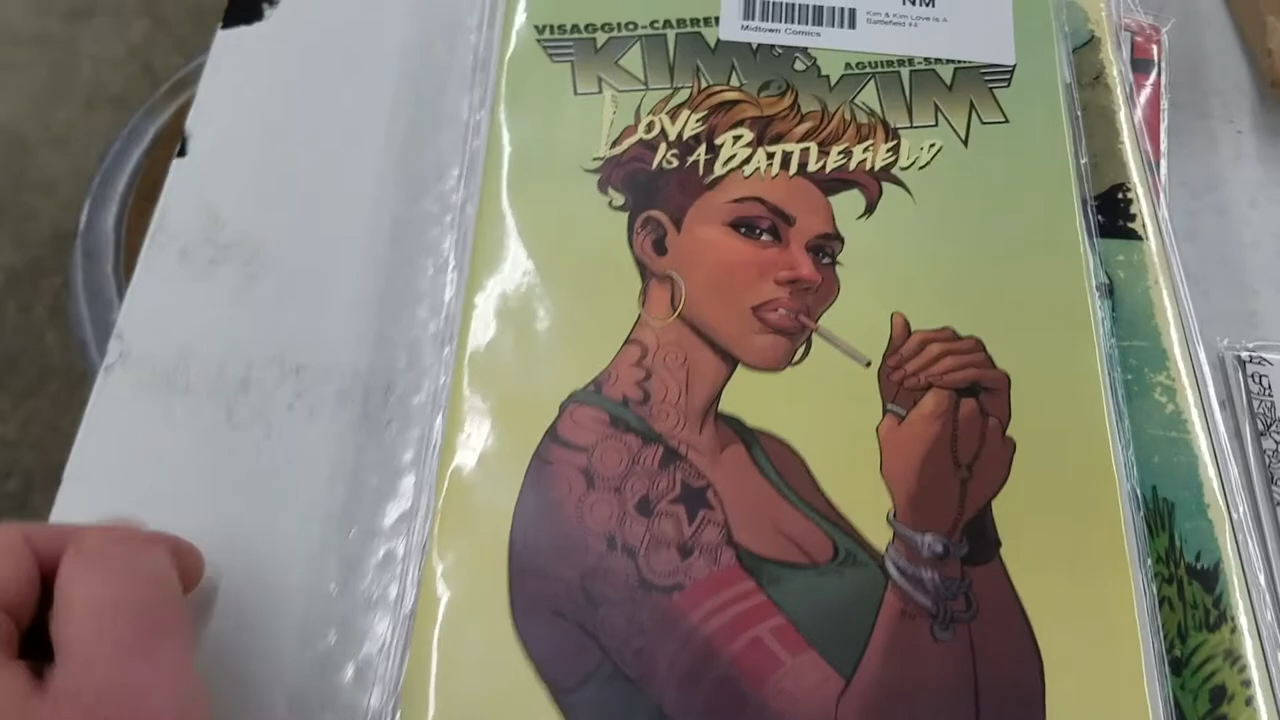 NM
Kim & Kim Love Is A
Battlefield #4
Midtown Comics
VISAGGIO-CABRE
KIM & KIM
AGUIRRE-SA
LOVE
IS A BATTLEFIELD